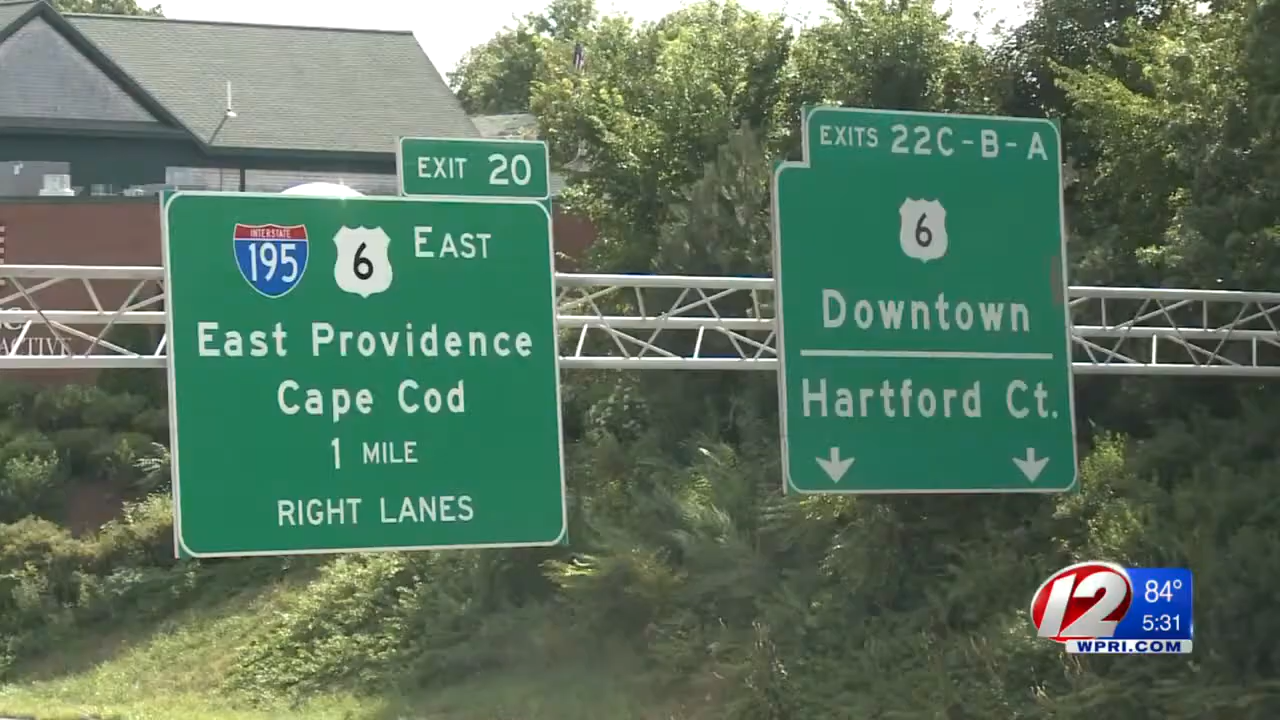 EXIT 20
INTERSTATE
195
6
EAST
East Providence
Cape Cod
1 MILE
RIGHT LANES
EXITS 22C-B-A
6
Downtown
Hartford Ct.
12
84°
5:31
WPRI.COM